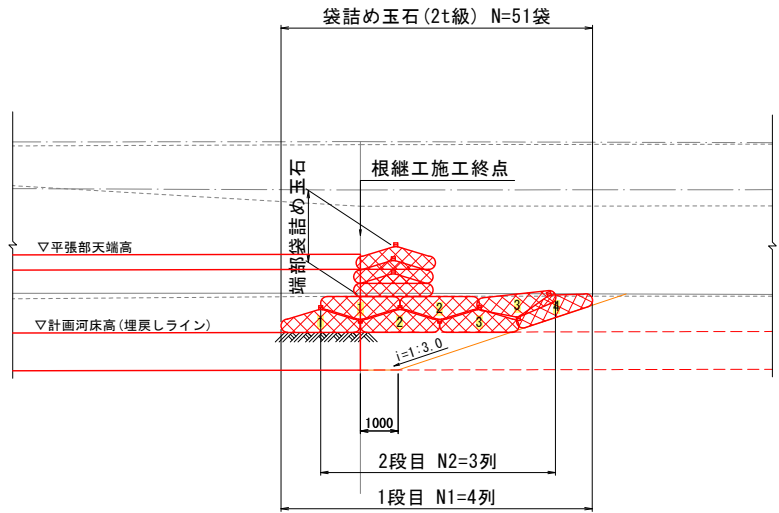 袋詰め玉石(2t級) N=51袋
根継工施工終点
端部袋詰め玉石
▽平張部天端高
▽計画河床高(埋戻しライン)
1
2
3
1
2
3
4
i=1:3.0
1000
2段目 N2=3列
1段目 N1=4列